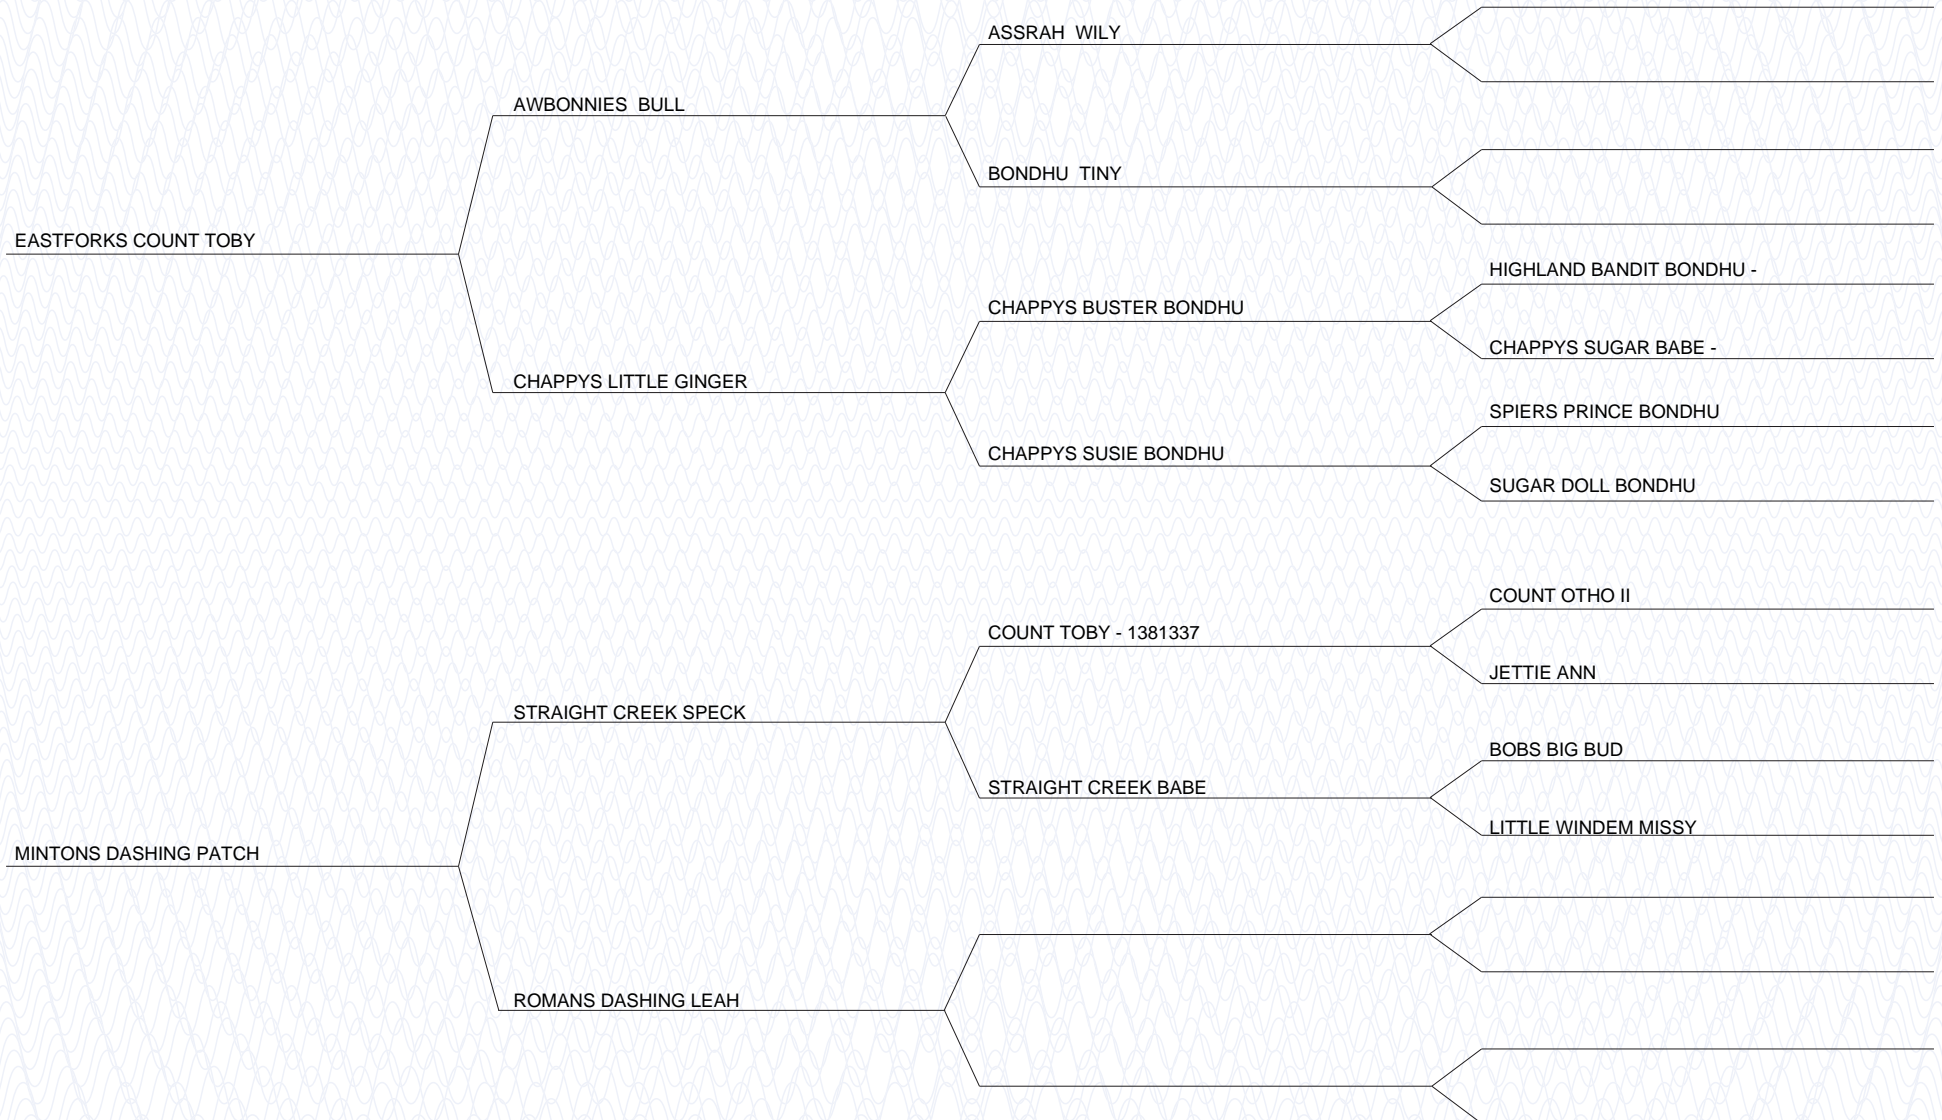 ASSRAH  WILY
AWBONNIES  BULL
BONDHU  TINY
EASTFORKS COUNT TOBY
HIGHLAND BANDIT BONDHU -
CHAPPYS BUSTER BONDHU
CHAPPYS SUGAR BABE -
CHAPPYS LITTLE GINGER
SPIERS PRINCE BONDHU
CHAPPYS SUSIE BONDHU
SUGAR DOLL BONDHU
COUNT OTHO II
COUNT TOBY - 1381337
JETTIE ANN
STRAIGHT CREEK SPECK
BOBS BIG BUD
STRAIGHT CREEK BABE
LITTLE WINDEM MISSY
MINTONS DASHING PATCH
ROMANS DASHING LEAH